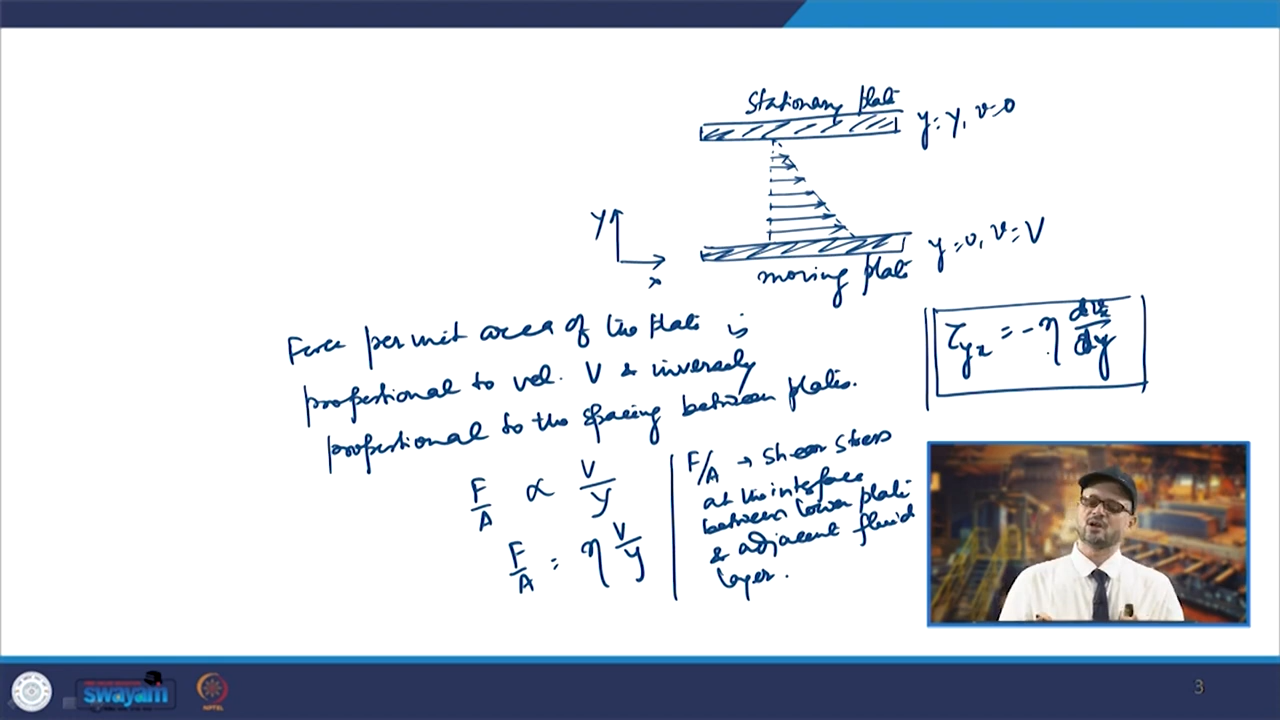 Stationary plate
y=Y, v=0
Y
x
y=0, v=V
moving plate
Force per unit area of the plate is
proportional to vel. V & inversely
proportional to the spacing between plates.
τyx = -η dvx/dy
F/A ∝ V/Y
F/A = η V/Y
F/A → Shear stress
at the interface
between lower plate
& adjacent fluid
layer.
swayam
3